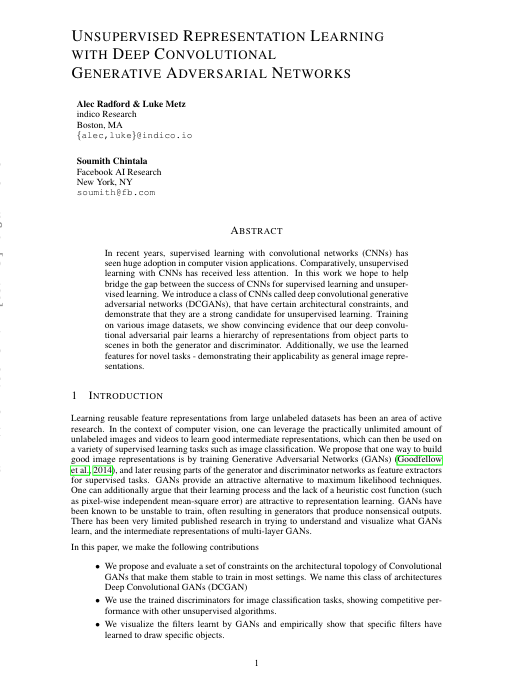 UNSUPERVISED REPRESENTATION LEARNING
WITH DEEP CONVOLUTIONAL
GENERATIVE ADVERSARIAL NETWORKS
Alec Radford & Luke Metz
indico Research
Boston, MA
{alec,luke}@indico.io
Soumith Chintala
Facebook AI Research
New York, NY
soumith@fb.com
ABSTRACT
In recent years, supervised learning with convolutional networks (CNNs) has
seen huge adoption in computer vision applications. Comparatively, unsupervised
learning with CNNs has received less attention. In this work we hope to help
bridge the gap between the success of CNNs for supervised learning and unsuper-
vised learning. We introduce a class of CNNs called deep convolutional generative
adversarial networks (DCGANs), that have certain architectural constraints, and
demonstrate that they are a strong candidate for unsupervised learning. Training
on various image datasets, we show convincing evidence that our deep convolu-
tional adversarial pair learns a hierarchy of representations from object parts to
scenes in both the generator and discriminator. Additionally, we use the learned
features for novel tasks - demonstrating their applicability as general image repre-
sentations.
1 INTRODUCTION
Learning reusable feature representations from large unlabeled datasets has been an area of active
research. In the context of computer vision, one can leverage the practically unlimited amount of
unlabeled images and videos to learn good intermediate representations, which can then be used on
a variety of supervised learning tasks such as image classification. We propose that one way to build
good image representations is by training Generative Adversarial Networks (GANs) (Goodfellow
et al., 2014), and later reusing parts of the generator and discriminator networks as feature extractors
for supervised tasks. GANs provide an attractive alternative to maximum likelihood techniques.
One can additionally argue that their learning process and the lack of a heuristic cost function (such
as pixel-wise independent mean-square error) are attractive to representation learning. GANs have
been known to be unstable to train, often resulting in generators that produce nonsensical outputs.
There has been very limited published research in trying to understand and visualize what GANs
learn, and the intermediate representations of multi-layer GANs.
In this paper, we make the following contributions
• We propose and evaluate a set of constraints on the architectural topology of Convolutional
GANs that make them stable to train in most settings. We name this class of architectures
Deep Convolutional GANs (DCGAN)
• We use the trained discriminators for image classification tasks, showing competitive per-
formance with other unsupervised algorithms.
• We visualize the filters learnt by GANs and empirically show that specific filters have
learned to draw specific objects.
1